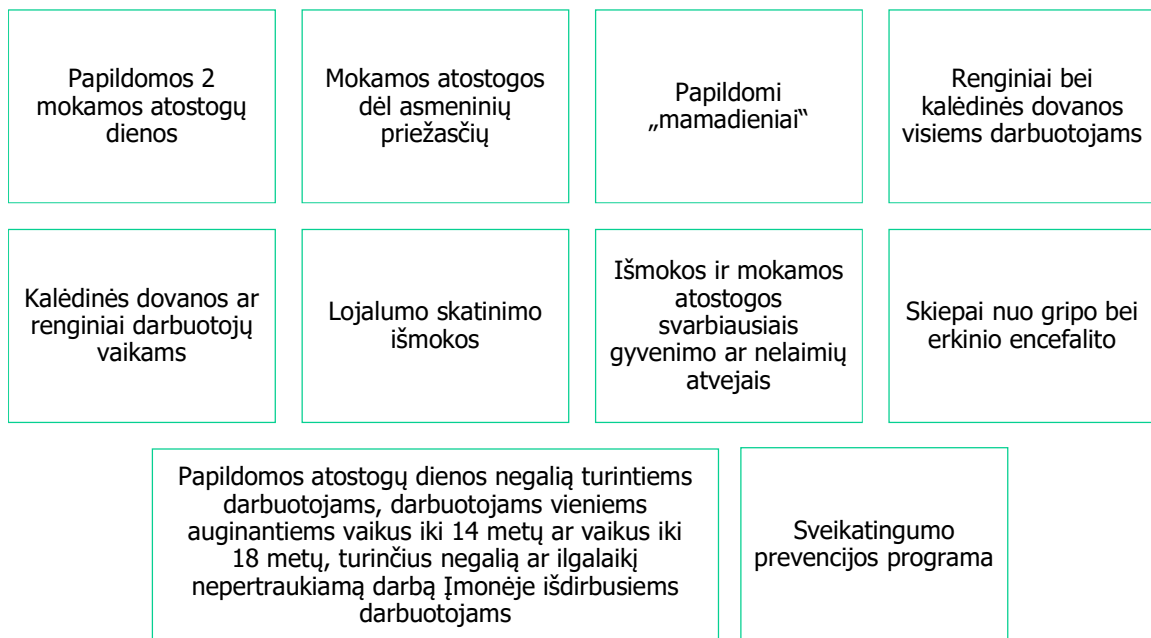 Papildomos 2
mokamos atostogų
dienos
Mokamos atostogos
dėl asmeninių
priežasčių
Papildomi
„mamadieniai“
Renginiai bei
kalėdinės dovanos
visiems darbuotojams
Kalėdinės dovanos ar
renginiai darbuotojų
vaikams
Lojalumo skatinimo
išmokos
Išmokos ir mokamos
atostogos
svarbiausiais
gyvenimo ar nelaimių
atvejais
Skiepai nuo gripo bei
erkinio encefalito
Papildomos atostogų dienos negalią turintiems
darbuotojams, darbuotojams vieniems
auginantiems vaikus iki 14 metų ar vaikus iki
18 metų, turinčius negalią ar ilgalaikį
nepertraukiamą darbą Įmonėje išdirbusiems
darbuotojams
Sveikatingumo
prevencijos programa